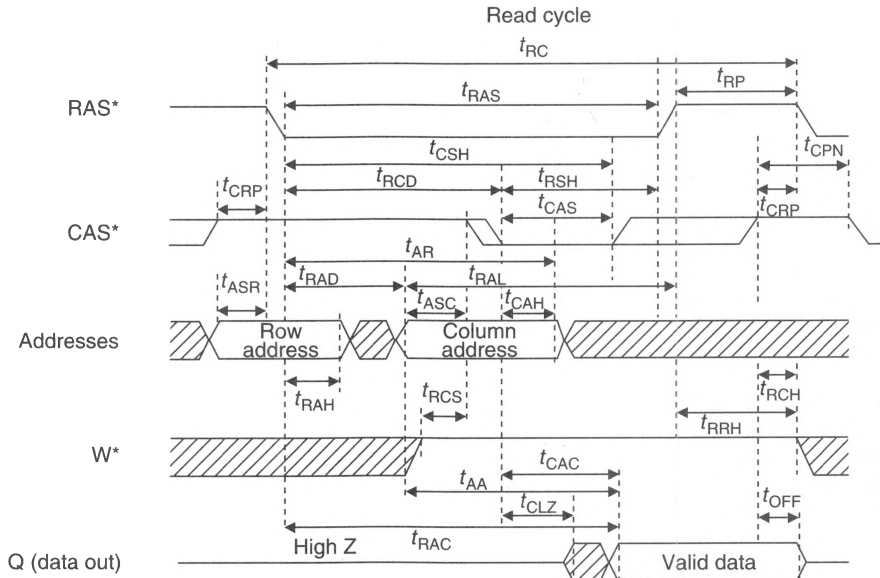 Read cycle
tRC
tRP
RAS*
tRAS
tCSH
tCPN
tCRP
tRCD
tRSH
tCAS
tCRP
CAS*
tAR
tASR
tRAD
tRAL
tASC
tCAH
Addresses
Row address
Column address
tRAH
tRCS
tRCH
tRRH
W*
tCAC
tAA
tCLZ
tOFF
High Z
tRAC
Q (data out)
Valid data